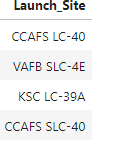 Launch_Site
CCAFS LC-40
VAFB SLC-4E
KSC LC-39A
CCAFS SLC-40